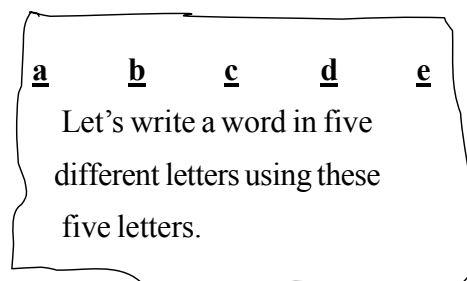 a b c d e
Let’s write a word in five
different letters using these
five letters.